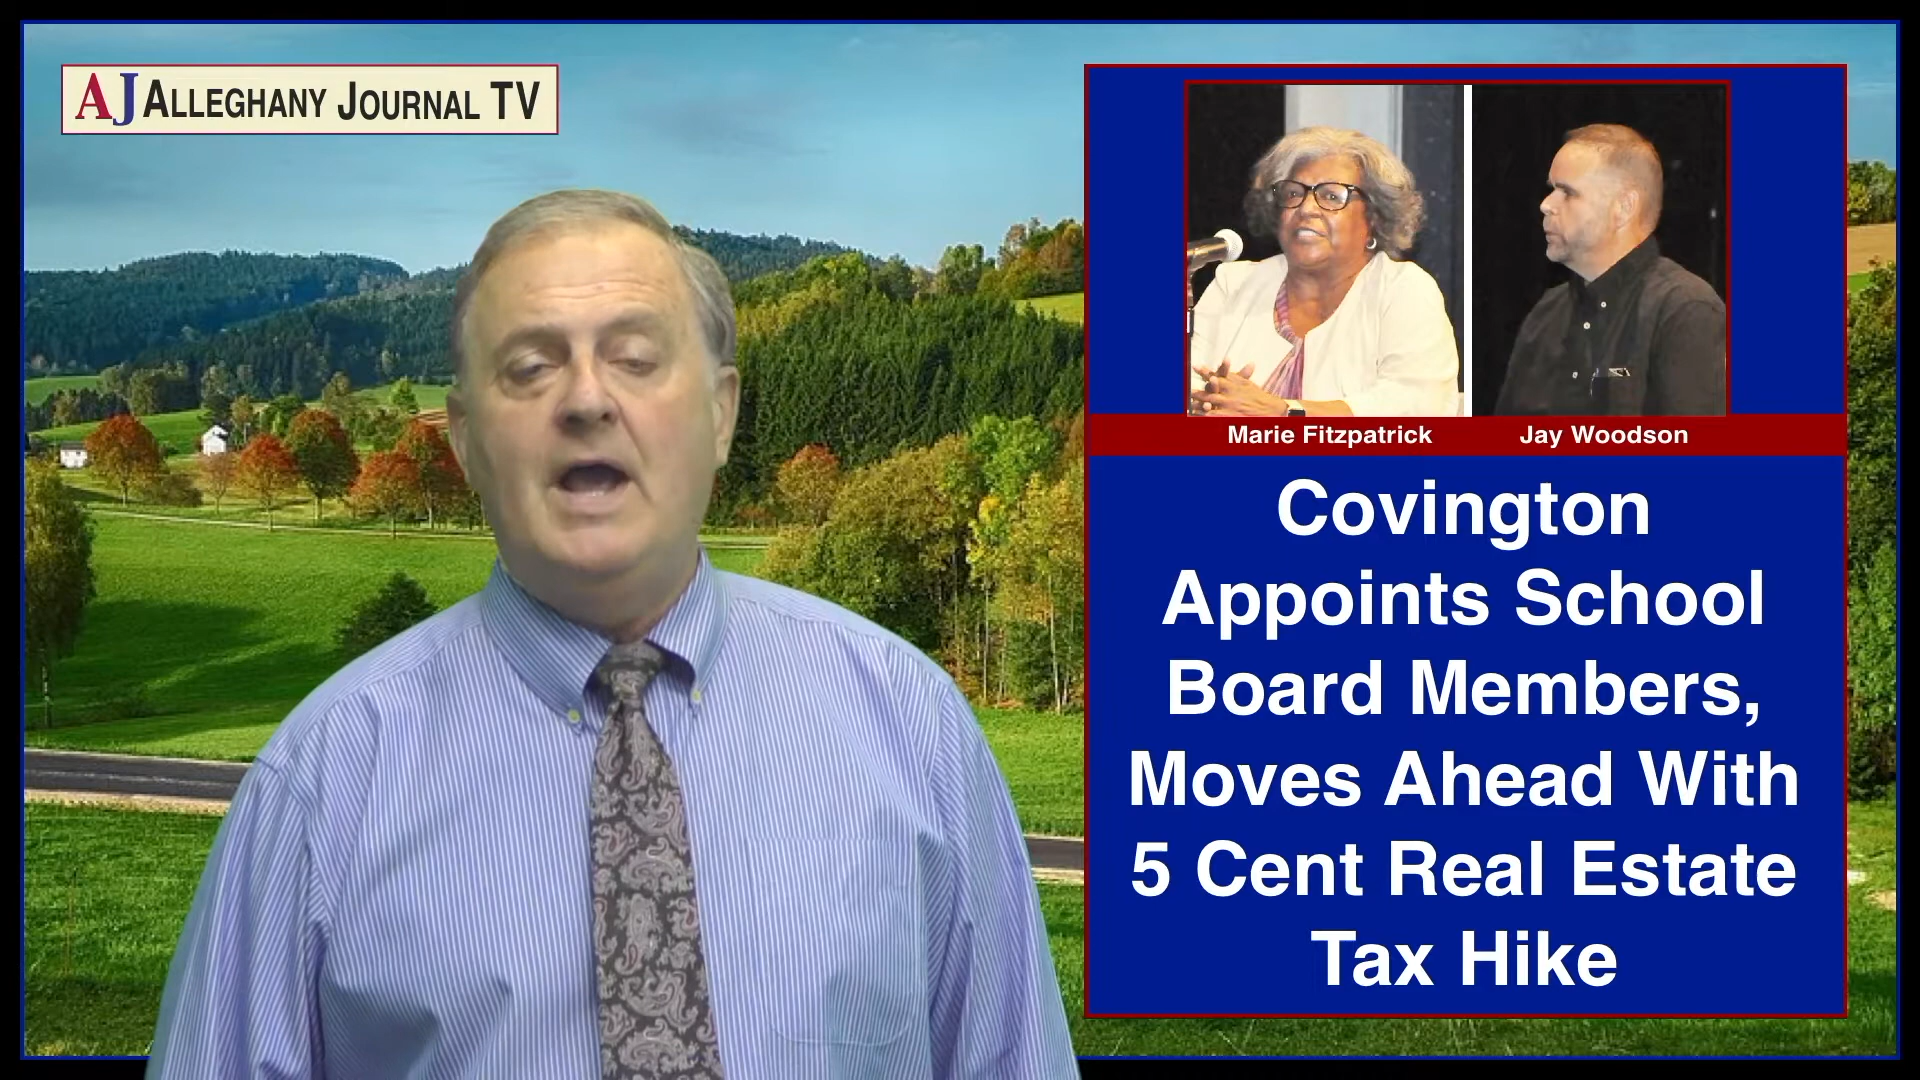 AJ ALLEGHANY JOURNAL TV
Marie Fitzpatrick
Jay Woodson
Covington
Appoints School
Board Members,
Moves Ahead With
5 Cent Real Estate
Tax Hike